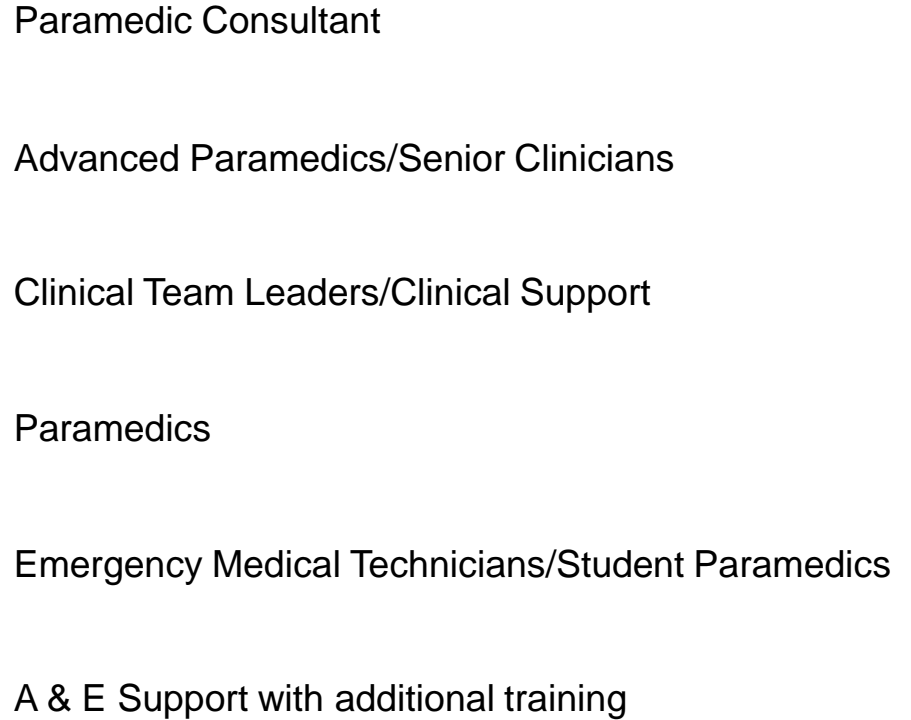 Paramedic Consultant
Advanced Paramedics/Senior Clinicians
Clinical Team Leaders/Clinical Support
Paramedics
Emergency Medical Technicians/Student Paramedics
A & E Support with additional training